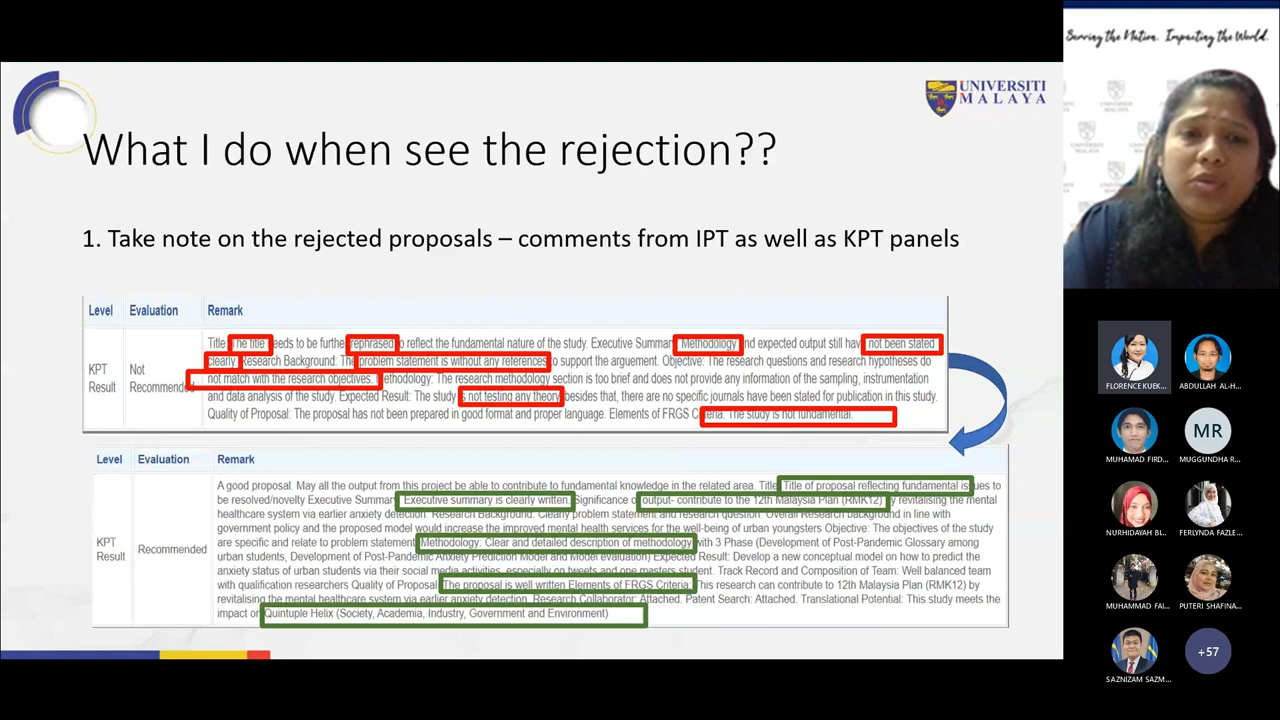 Serving the Nation. Impacting the World.
UNIVERSITI
MALAYA
What I do when see the rejection??
1. Take note on the rejected proposals – comments from IPT as well as KPT panels
Level Evaluation Remark
KPT Result
Not Recommended
Title: The title needs to be further rephrased to reflect the fundamental nature of the study. Executive Summary: Methodology and expected output still have not been stated
clearly Research Background: The problem statement is without any references to support the arguement. Objective: The research questions and research hypotheses do
not match with the research objectives. Methodology: The research methodology section is too brief and does not provide any information of the sampling, instrumentation
and data analysis of the study. Expected Result: The study is not testing any theory besides that, there are no specific journals have been stated for publication in this study.
Quality of Proposal: The proposal has not been prepared in good format and proper language. Elements of FRGS Criteria: The study is not fundamental.
Level Evaluation Remark
KPT Result
Recommended
A good proposal. May all the output from this project be able to contribute to fundamental knowledge in the related area. Title: Title of proposal reflecting fundamental issues to
be resolved/novelty Executive Summary: Executive summary is clearly written. Significance of output- contribute to the 12th Malaysia Plan (RMK12) by revitalising the mental
healthcare system via earlier anxiety detection. Research Background: Clearly problem statement and research question. Overall Research background in line with
government policy and the proposed model would increase the improved mental health services for the well-being of urban youngsters Objective: The objectives of the study
are specific and relate to problem statement Methodology: Clear and detailed description of methodology with 3 Phase (Development of Post-Pandemic Glossary among
urban students, Development of Post-Pandemic Anxiety Prediction Model and Model evaluation) Expected Result: Develop a new conceptual model on how to predict the
anxiety status of urban students via their social media activities, especially on tweets and one masters student. Track Record and Composition of Team: Well balanced team
with qualification researchers Quality of Proposal: The proposal is well written Elements of FRGS Criteria: This research can contribute to 12th Malaysia Plan (RMK12) by
revitalising the mental healthcare system via earlier anxiety detection. Research Collaborator: Attached. Patent Search: Attached. Translational Potential: This study meets the
impact on Quintuple Helix (Society, Academia, Industry, Government and Environment)
FLORENCE KUEK...
ABDULLAH AL-H...
MR
MUHAMAD FIRD...
MUGGUNDHA R...
NURHIDAYAH BI...
FERLYNDA FAZLE...
MUHAMMAD FAI...
PUTERI SHAFINA...
SAZNIZAM SAZM...
+57